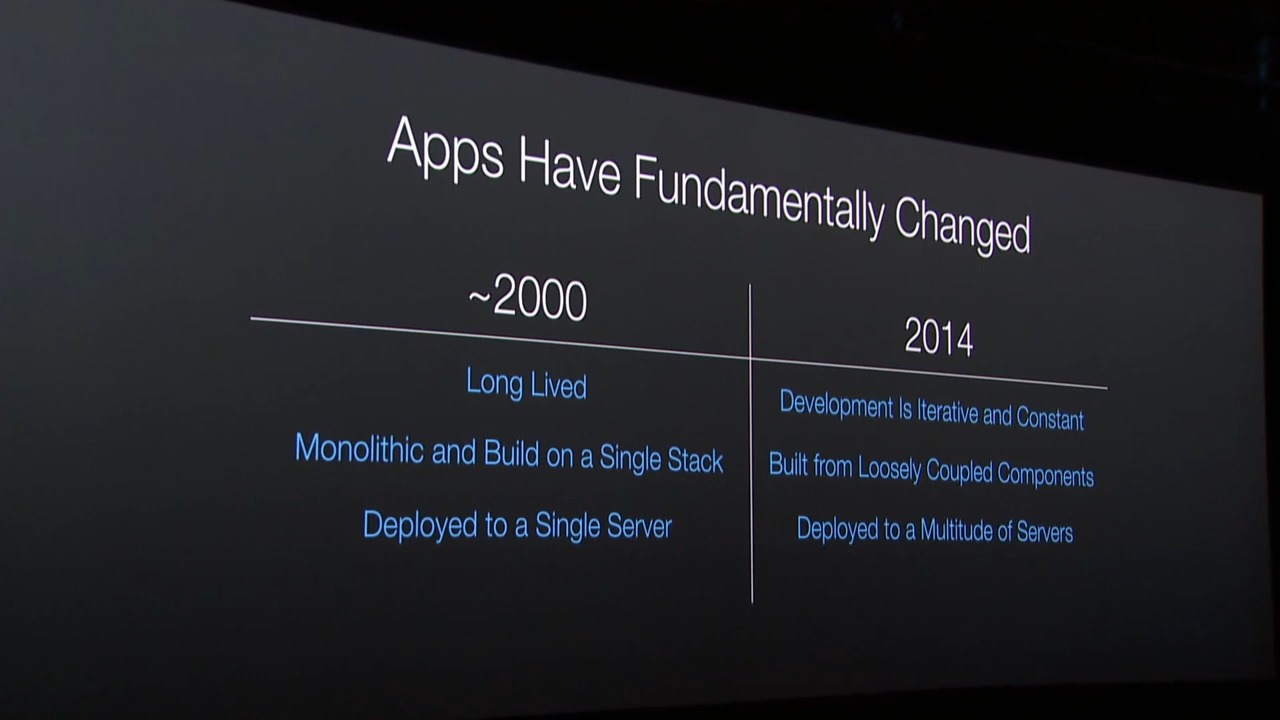 Apps Have Fundamentally Changed
~2000
2014
Long Lived
Development Is Iterative and Constant
Monolithic and Build on a Single Stack
Built from Loosely Coupled Components
Deployed to a Single Server
Deployed to a Multitude of Servers